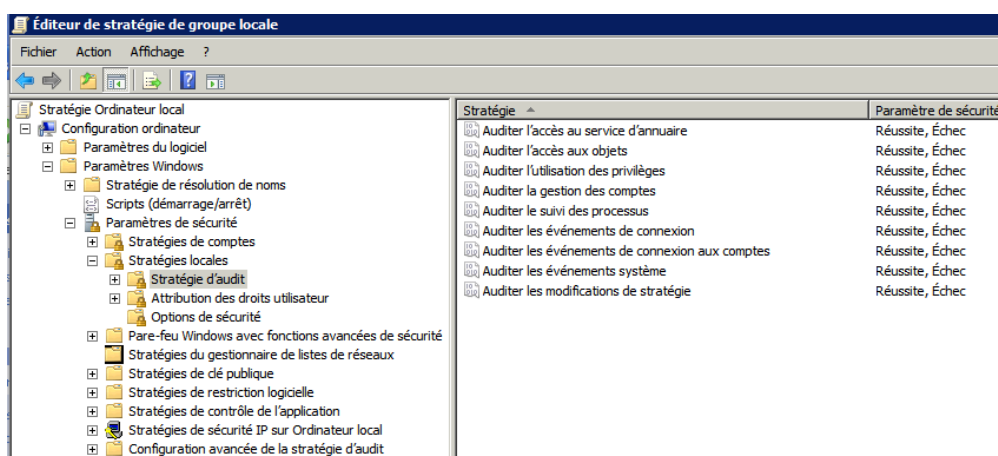 Éditeur de stratégie de groupe locale
Fichier Action Affichage ?
Stratégie Ordinateur local
Configuration ordinateur
Paramètres du logiciel
Paramètres Windows
Stratégie de résolution de noms
Scripts (démarrage/arrêt)
Paramètres de sécurité
Stratégies de comptes
Stratégies locales
Stratégie d'audit
Attribution des droits utilisateur
Options de sécurité
Pare-feu Windows avec fonctions avancées de sécurité
Stratégies du gestionnaire de listes de réseaux
Stratégies de clé publique
Stratégies de restriction logicielle
Stratégies de contrôle de l'application
Stratégies de sécurité IP sur Ordinateur local
Configuration avancée de la stratégie d'audit
Stratégie Paramètre de sécurité
Auditer l'accès au service d'annuaire Réussite, Échec
Auditer l'accès aux objets Réussite, Échec
Auditer l'utilisation des privilèges Réussite, Échec
Auditer la gestion des comptes Réussite, Échec
Auditer le suivi des processus Réussite, Échec
Auditer les événements de connexion Réussite, Échec
Auditer les événements de connexion aux comptes Réussite, Échec
Auditer les événements système Réussite, Échec
Auditer les modifications de stratégie Réussite, Échec